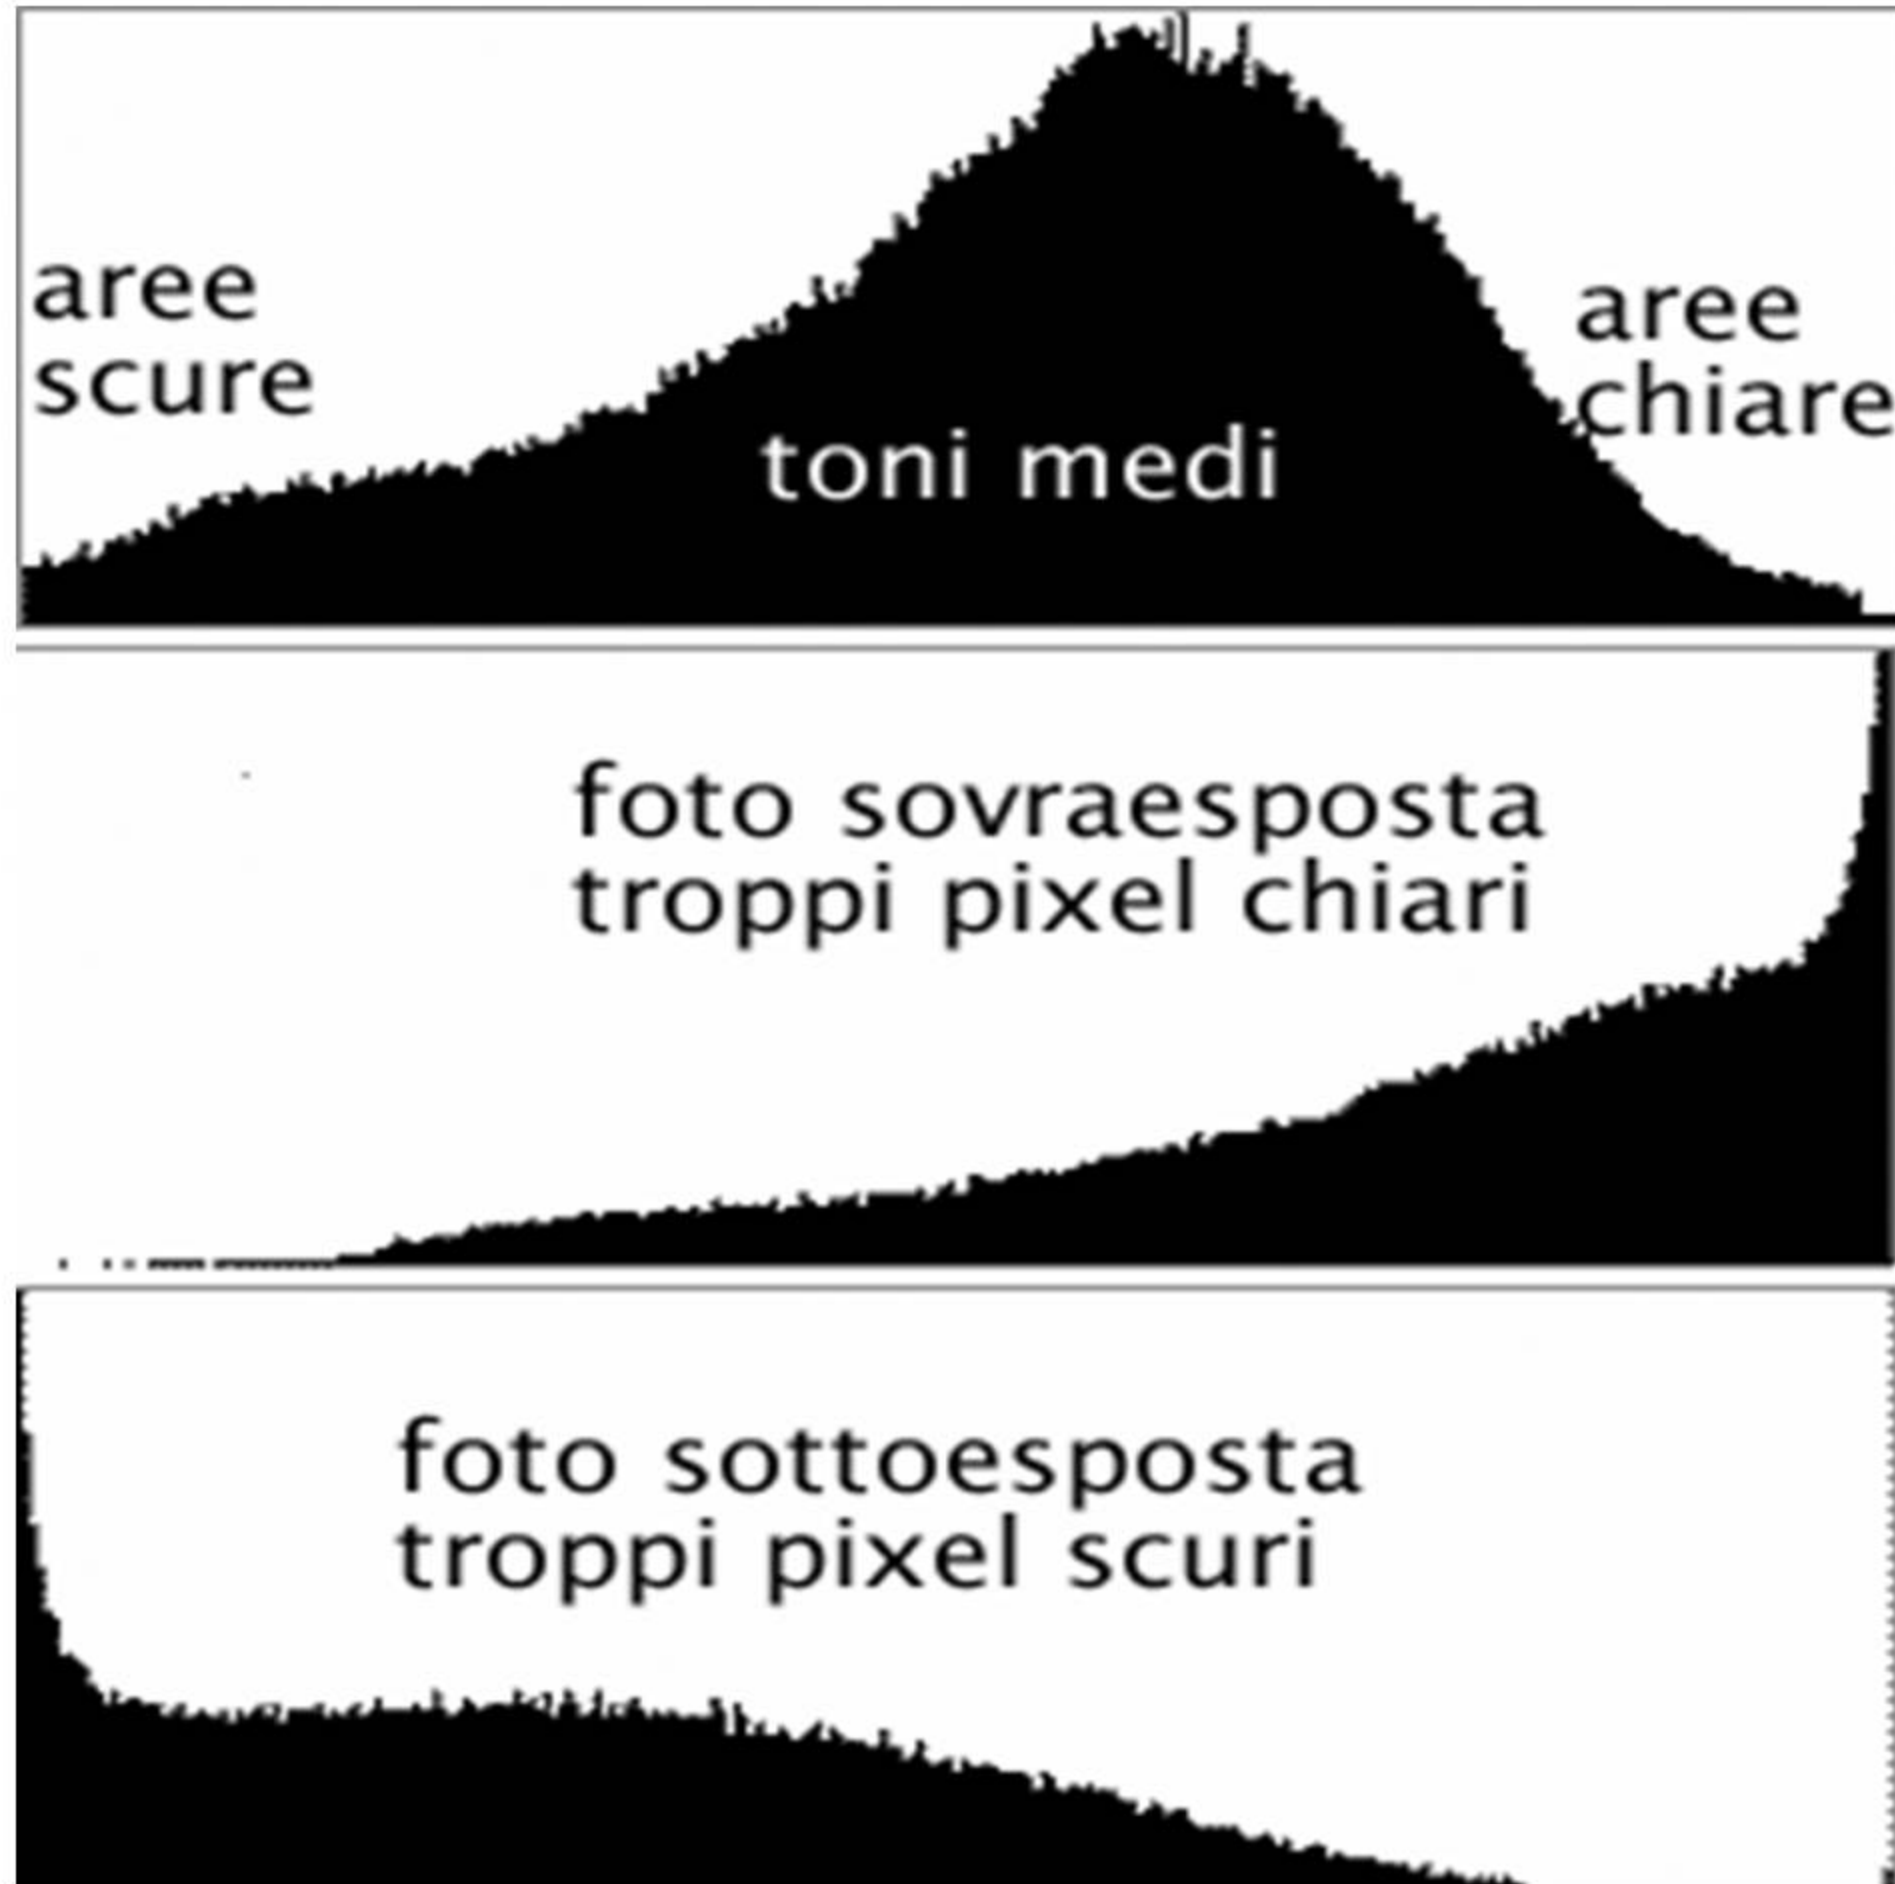 aree
scure
aree
chiare
toni medi
foto sovraesposta
troppi pixel chiari
foto sottoesposta
troppi pixel scuri